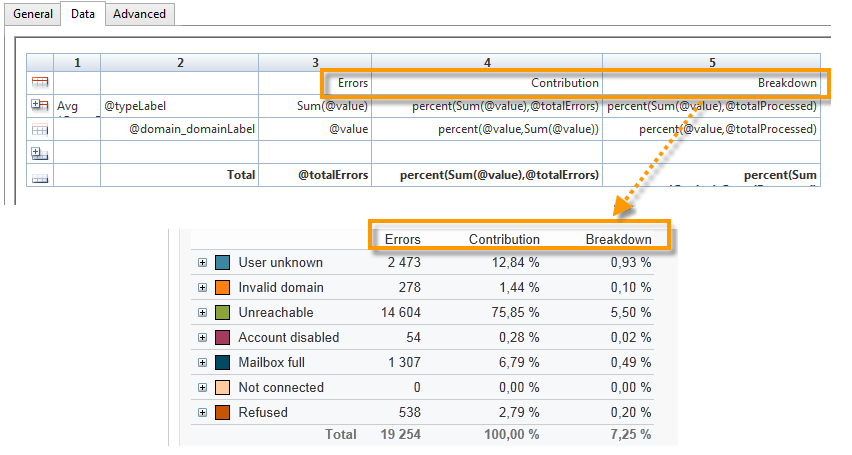 General Data Advanced
1 2 3 4 5
Errors Contribution Breakdown
Avg @typeLabel Sum(@value) percent(Sum(@value),@totalErrors) percent(Sum(@value),@totalProcessed)
@domain_domainLabel @value percent(@value,Sum(@value)) percent(@value,@totalProcessed)
Total @totalErrors percent(Sum(@value),@totalErrors) percent(Sum
Errors Contribution Breakdown
User unknown 2 473 12,84 % 0,93 %
Invalid domain 278 1,44 % 0,10 %
Unreachable 14 604 75,85 % 5,50 %
Account disabled 54 0,28 % 0,02 %
Mailbox full 1 307 6,79 % 0,49 %
Not connected 0 0,00 % 0,00 %
Refused 538 2,79 % 0,20 %
Total 19 254 100,00 % 7,25 %